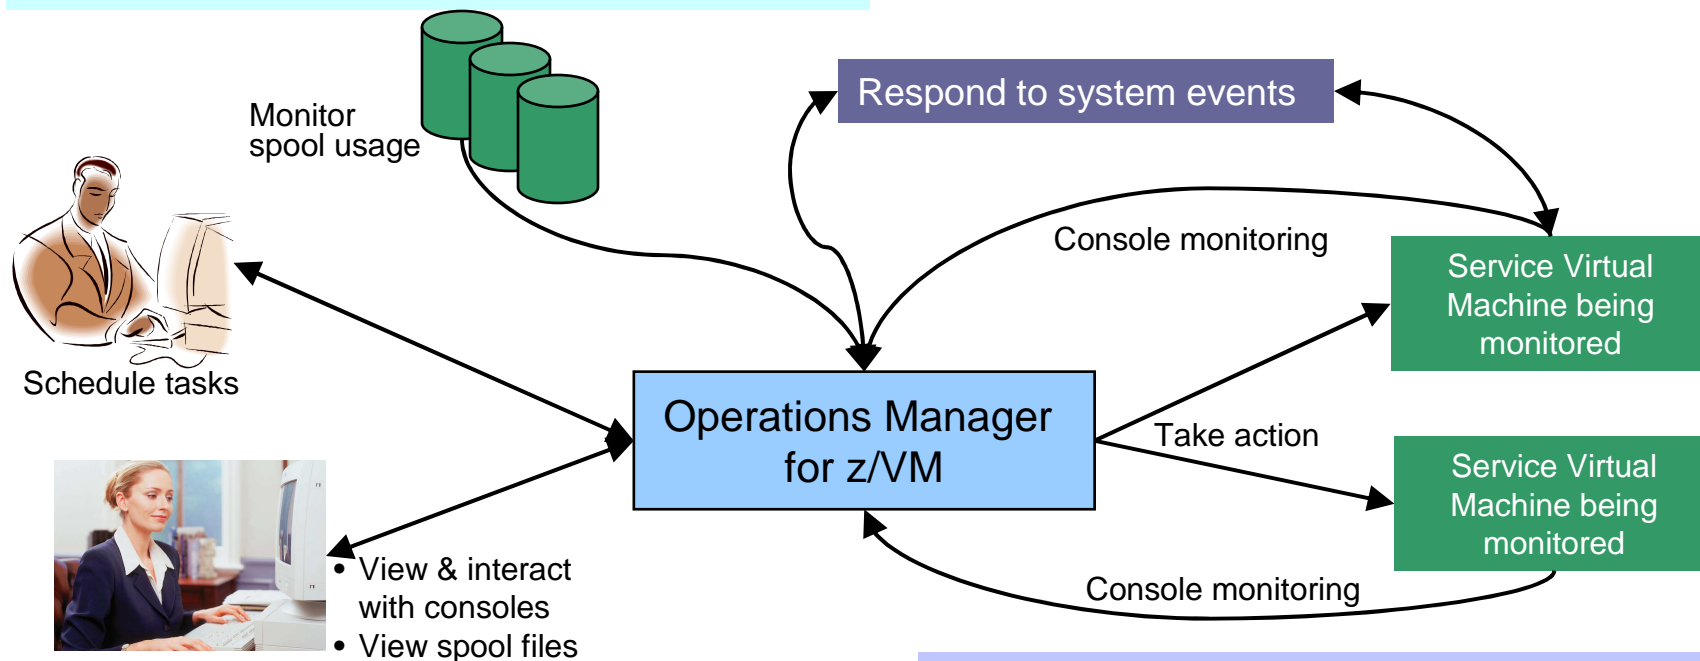 Monitor
spool usage
Respond to system events
Console monitoring
Service Virtual
Machine being
monitored
Schedule tasks
Operations Manager
for z/VM
Take action
Service Virtual
Machine being
monitored
Console monitoring
• View & interact
with consoles
• View spool files